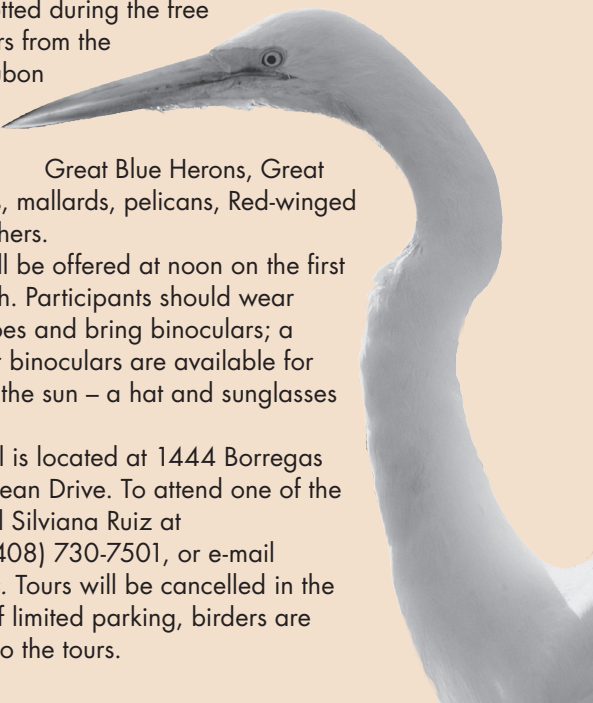 tted during the free
rs from the
ubon
Great Blue Herons, Great
s, mallards, pelicans, Red-winged
hers.
ll be offered at noon on the first
h. Participants should wear
oes and bring binoculars; a
r binoculars are available for
the sun – a hat and sunglasses
l is located at 1444 Borregas
ean Drive. To attend one of the
l Silviana Ruiz at
408) 730-7501, or e-mail
. Tours will be cancelled in the
f limited parking, birders are
o the tours.